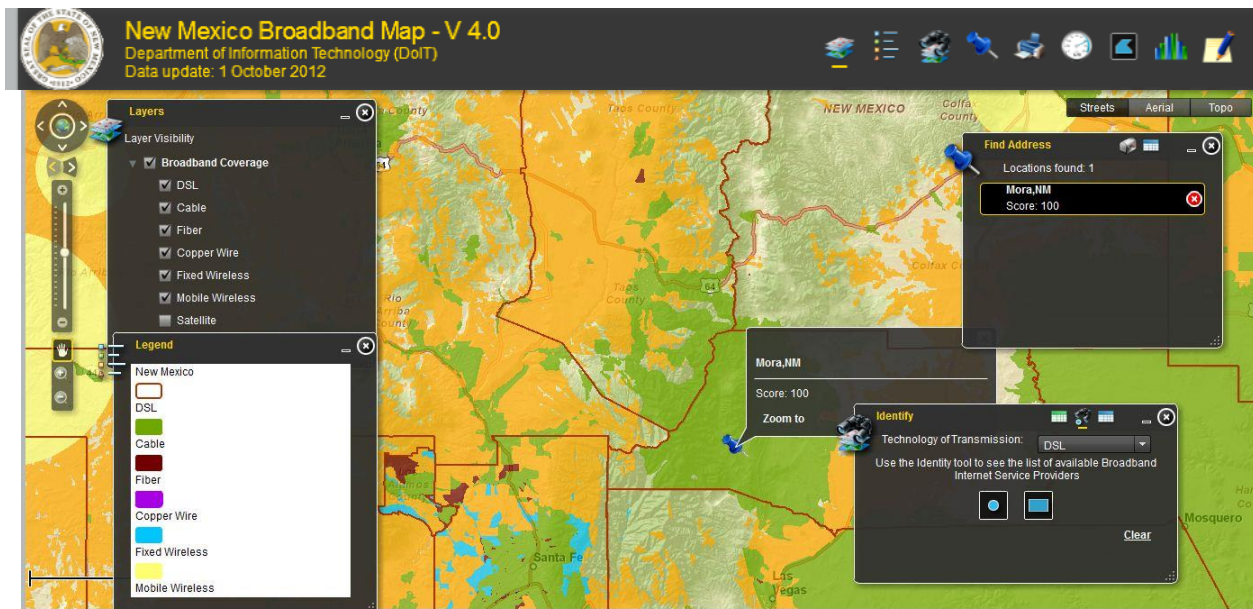 New Mexico Broadband Map - V 4.0
Department of Information Technology (DoIT)
Data update: 1 October 2012
Streets
Aerial
Topo
Layers
Layer Visibility
Broadband Coverage
DSL
Cable
Fiber
Copper Wire
Fixed Wireless
Mobile Wireless
Satellite
Legend
New Mexico
DSL
Cable
Fiber
Copper Wire
Fixed Wireless
Mobile Wireless
Find Address
Locations found: 1
Mora,NM
Score: 100
Mora,NM
Score: 100
Zoom to
Identify
Technology of Transmission:
DSL
Use the Identity tool to see the list of available Broadband
Internet Service Providers
Clear
Taos County
NEW MEXICO
Colfa
County
64
Taos
County
64
Colfax Co
Rio
Arriba
County
Santa Fe
Las
Vegas
Mosquero